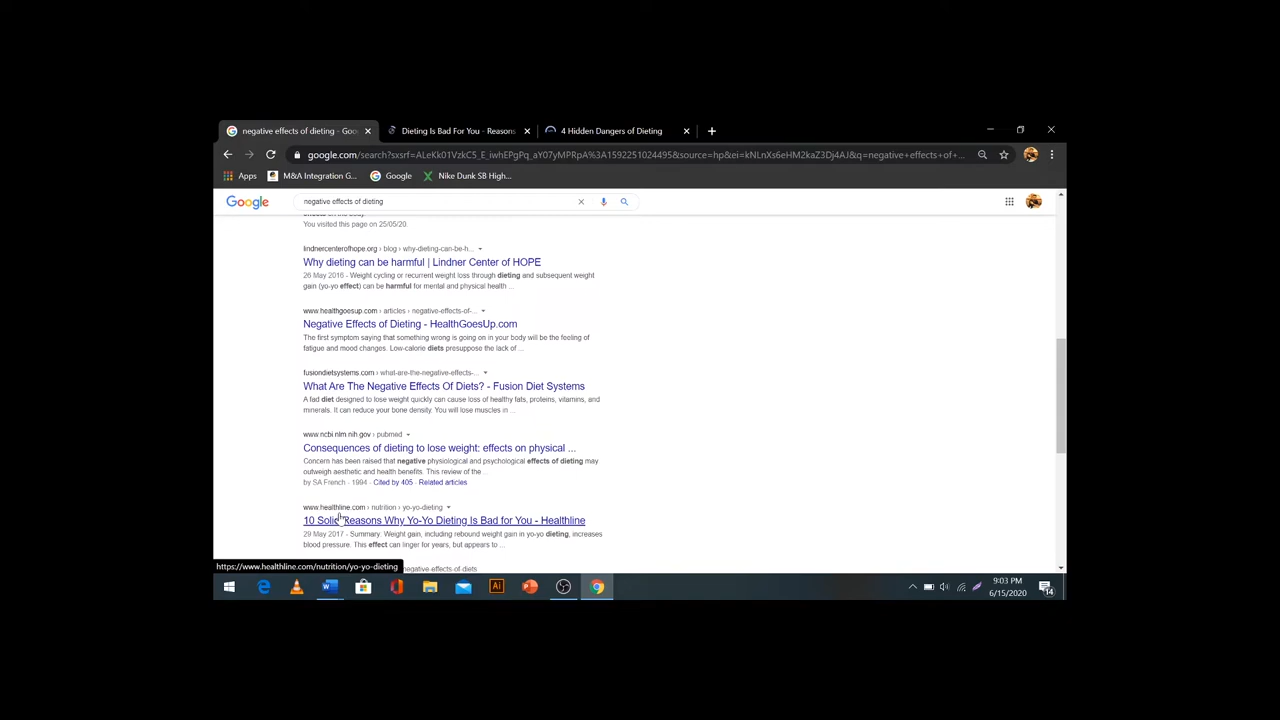 negative effects of dieting - Goo
Dieting Is Bad For You - Reasons
4 Hidden Dangers of Dieting
google.com/search?sxsrf=ALeKk01VzkC5_E_iwhEPgPq_aY07yMPRpA%3A1592251024495&source=hp&ei=kNLnXs6eHM2kaZ3Dj4AJ&q=negative+effects+of+...
Apps
M&A Integration G...
Google
Nike Dunk SB High...
Google
negative effects of dieting
You visited this page on 25/05/20.
lindnercenterofhope.org › blog › why-dieting-can-be-h...
Why dieting can be harmful | Lindner Center of HOPE
26 May 2016 - Weight cycling or recurrent weight loss through dieting and subsequent weight
gain (yo-yo effect) can be harmful for mental and physical health ...
www.healthgoesup.com › articles › negative-effects-of-...
Negative Effects of Dieting - HealthGoesUp.com
The first symptom saying that something wrong is going on in your body will be the feeling of
fatigue and mood changes. Low-calorie diets presuppose the lack of...
fusiondietsystems.com › what-are-the-negative-effects-...
What Are The Negative Effects Of Diets? - Fusion Diet Systems
A fad diet designed to lose weight quickly can cause loss of healthy fats, proteins, vitamins, and
minerals. It can reduce your bone density. You will lose muscles in ...
www.ncbi.nlm.nih.gov › pubmed
Consequences of dieting to lose weight: effects on physical ...
Concern has been raised that negative physiological and psychological effects of dieting may
outweigh aesthetic and health benefits. This review of the ...
by SA French - 1994 - Cited by 405 - Related articles
www.healthline.com › nutrition › yo-yo-dieting
10 Solid Reasons Why Yo-Yo Dieting Is Bad for You - Healthline
29 May 2017 - Summary. Weight gain, including rebound weight gain in yo-yo dieting, increases
blood pressure. This effect can linger for years, but appears to ...
https://www.healthline.com/nutrition/yo-yo-dieting
negative effects of diets
9:03 PM
6/15/2020
14